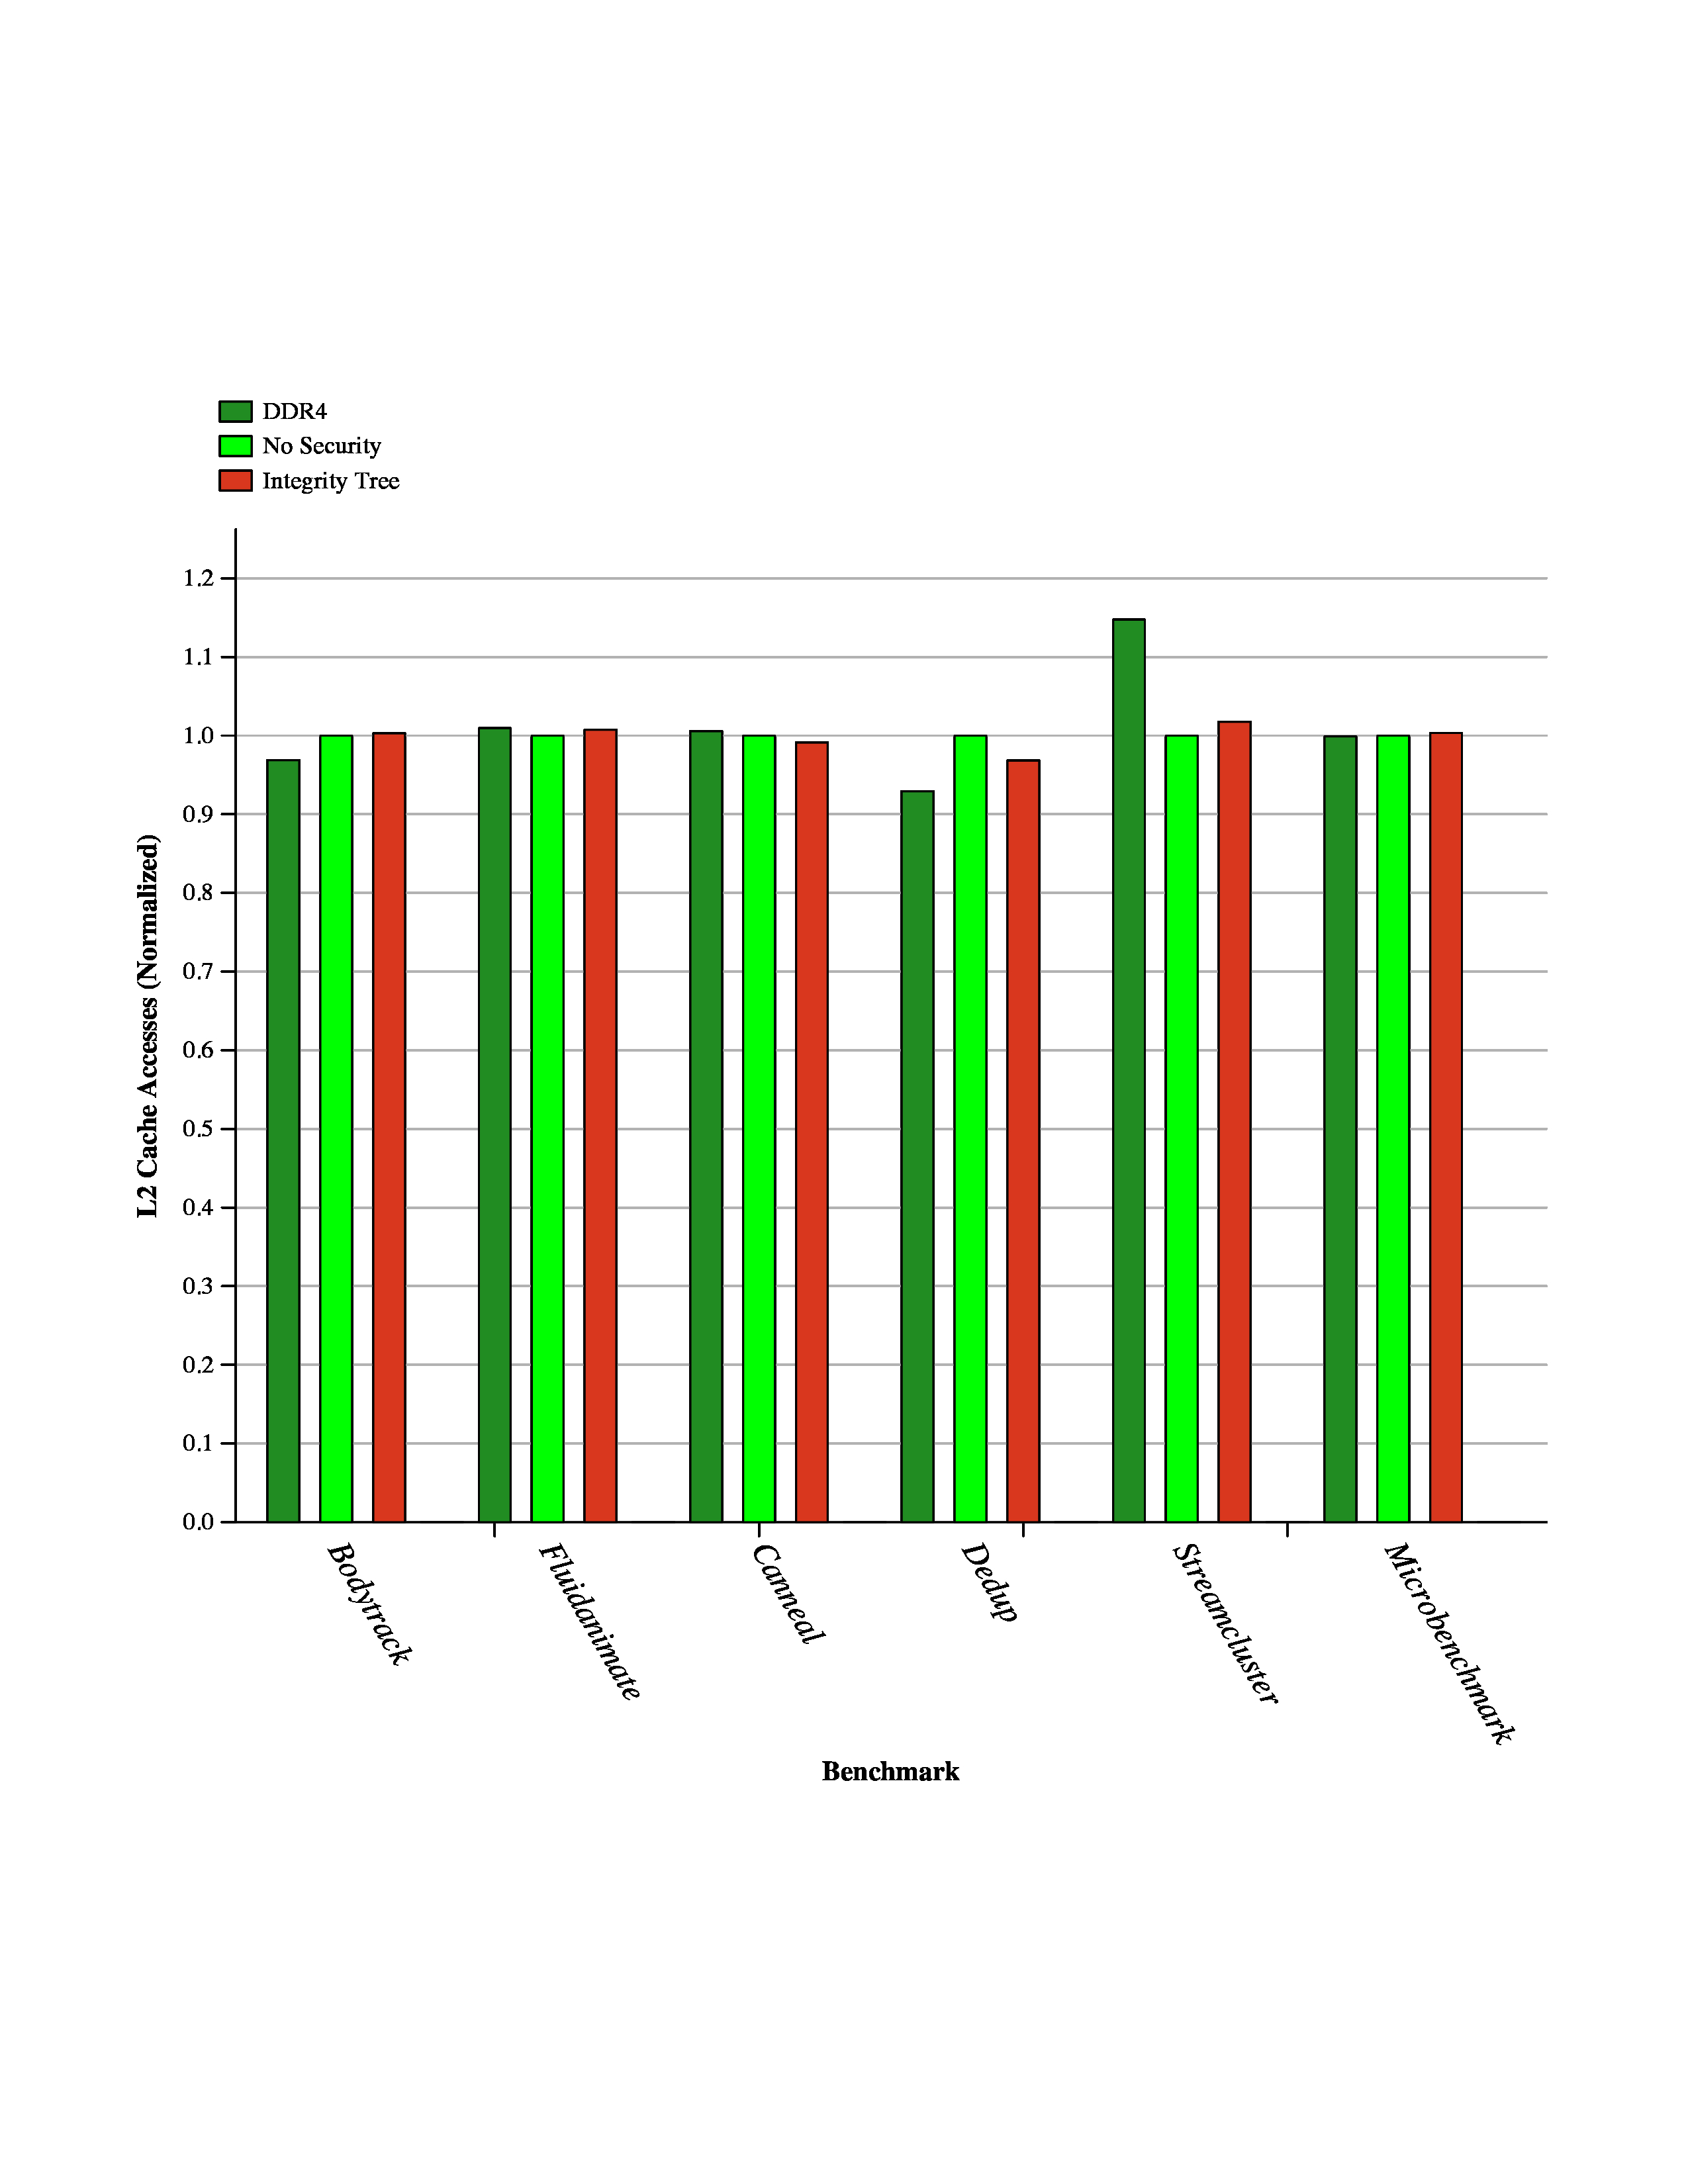 DDR4
No Security
Integrity Tree
1.2
1.1
1.0
0.9
0.8
0.7
0.6
0.5
0.4
0.3
0.2
0.1
0.0
L2 Cache Accesses (Normalized)
Bodytrack
Fluidanimate
Canneal
Dedup
Streamcluster
Microbenchmark
Benchmark